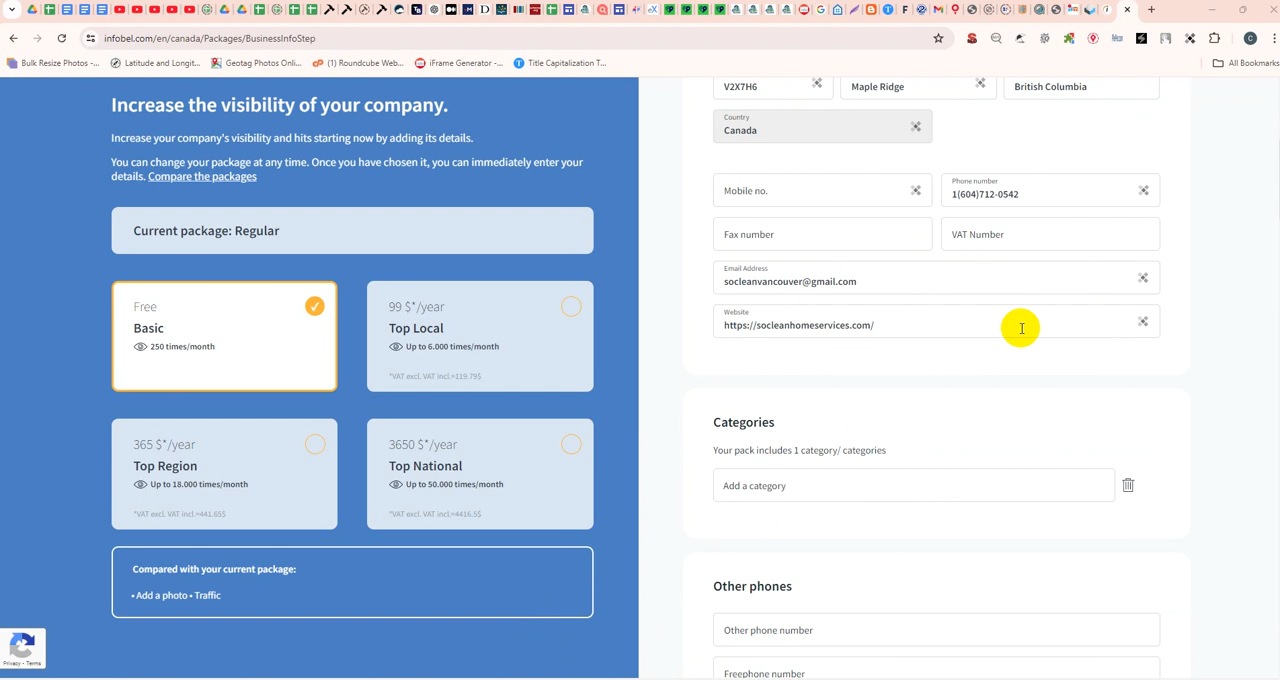 infobel.com/en/canada/Packages/BusinessInfoStep
Bulk Resize Photos -...
Latitude and Longit...
Geotag Photos Onli...
(1) Roundcube Web...
iFrame Generator -...
Title Capitalization T...
All Bookmarks
Increase the visibility of your company.
Increase your company's visibility and hits starting now by adding its details.
You can change your package at any time. Once you have chosen it, you can immediately enter your
details. Compare the packages
Current package: Regular
Free
Basic
250 times/month
99 $*/year
Top Local
Up to 6.000 times/month
*VAT excl. VAT incl.=119.79$
365 $*/year
Top Region
Up to 18.000 times/month
*VAT excl. VAT incl.=441.65$
3650 $*/year
Top National
Up to 50.000 times/month
*VAT excl. VAT incl.=4416.5$
Compared with your current package:
• Add a photo • Traffic
Privacy - Terms
V2X7H6
Maple Ridge
British Columbia
Country
Canada
Mobile no.
Phone number
1(604)712-0542
Fax number
VAT Number
Email Address
socleanvancouver@gmail.com
Website
https://socleanhomeservices.com/
Categories
Your pack includes 1 category/ categories
Add a category
Other phones
Other phone number
Freephone number